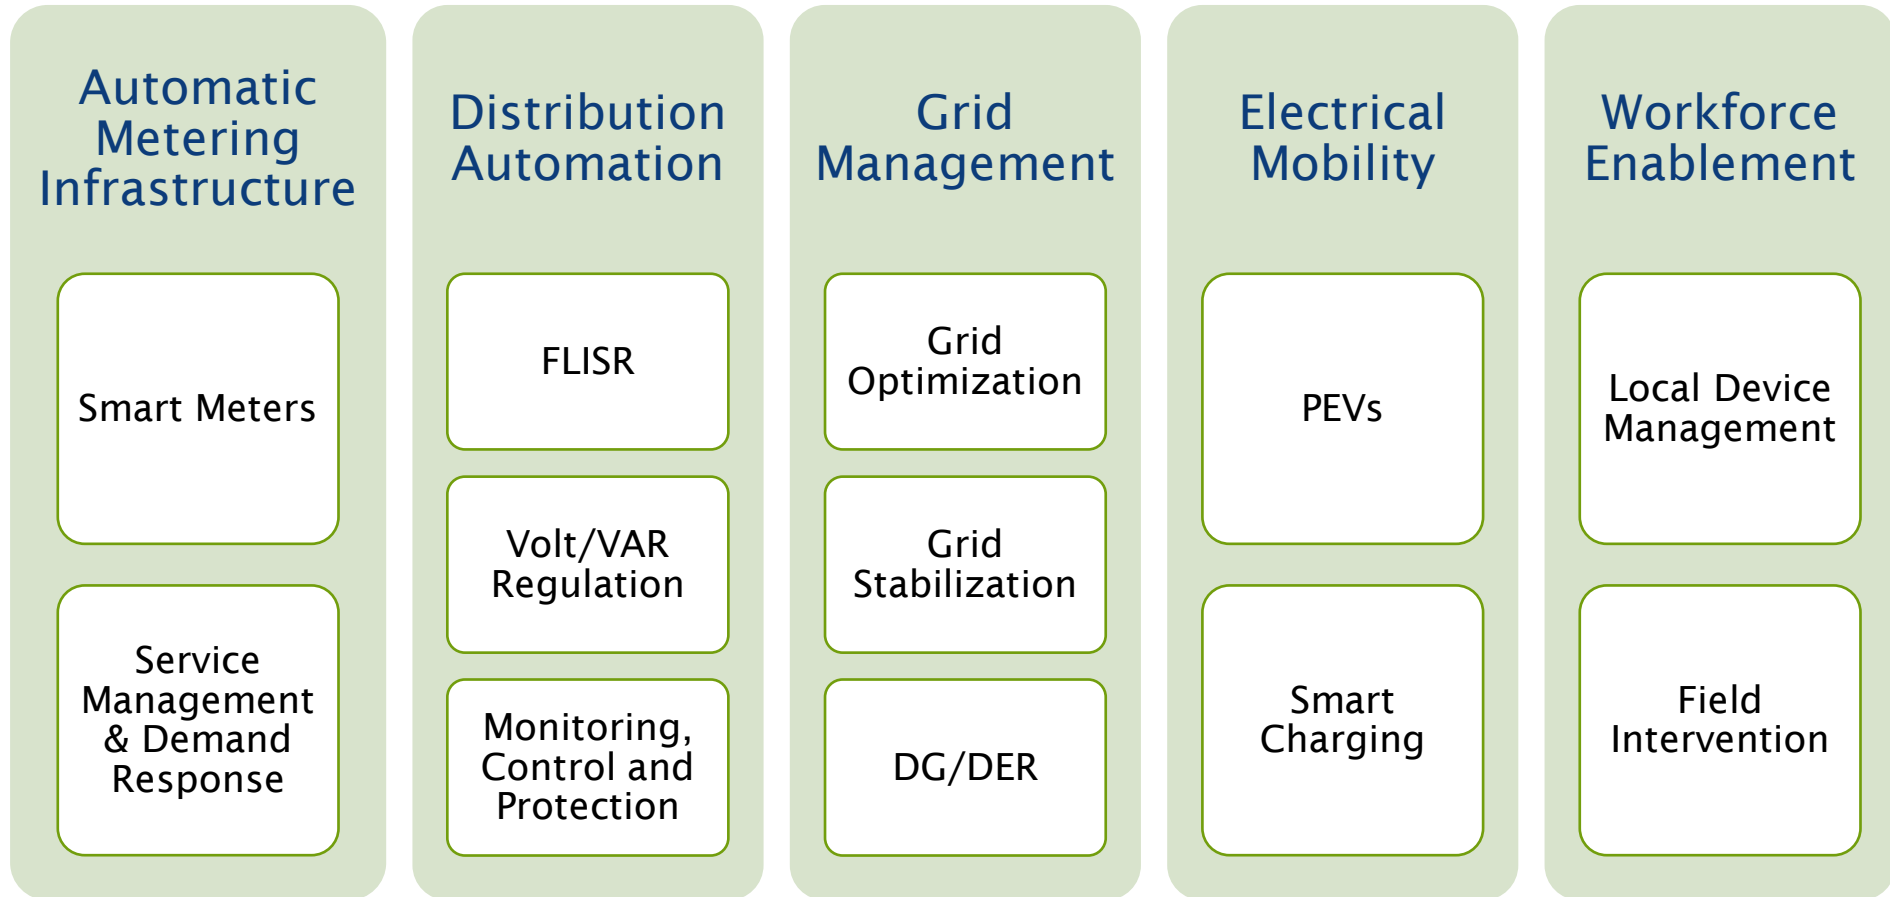 Automatic
Metering
Infrastructure
Smart Meters
Service
Management
& Demand
Response
Distribution
Automation
FLISR
Volt/VAR
Regulation
Monitoring,
Control and
Protection
Grid
Management
Grid
Optimization
Grid
Stabilization
DG/DER
Electrical
Mobility
PEVs
Smart
Charging
Workforce
Enablement
Local Device
Management
Field
Intervention